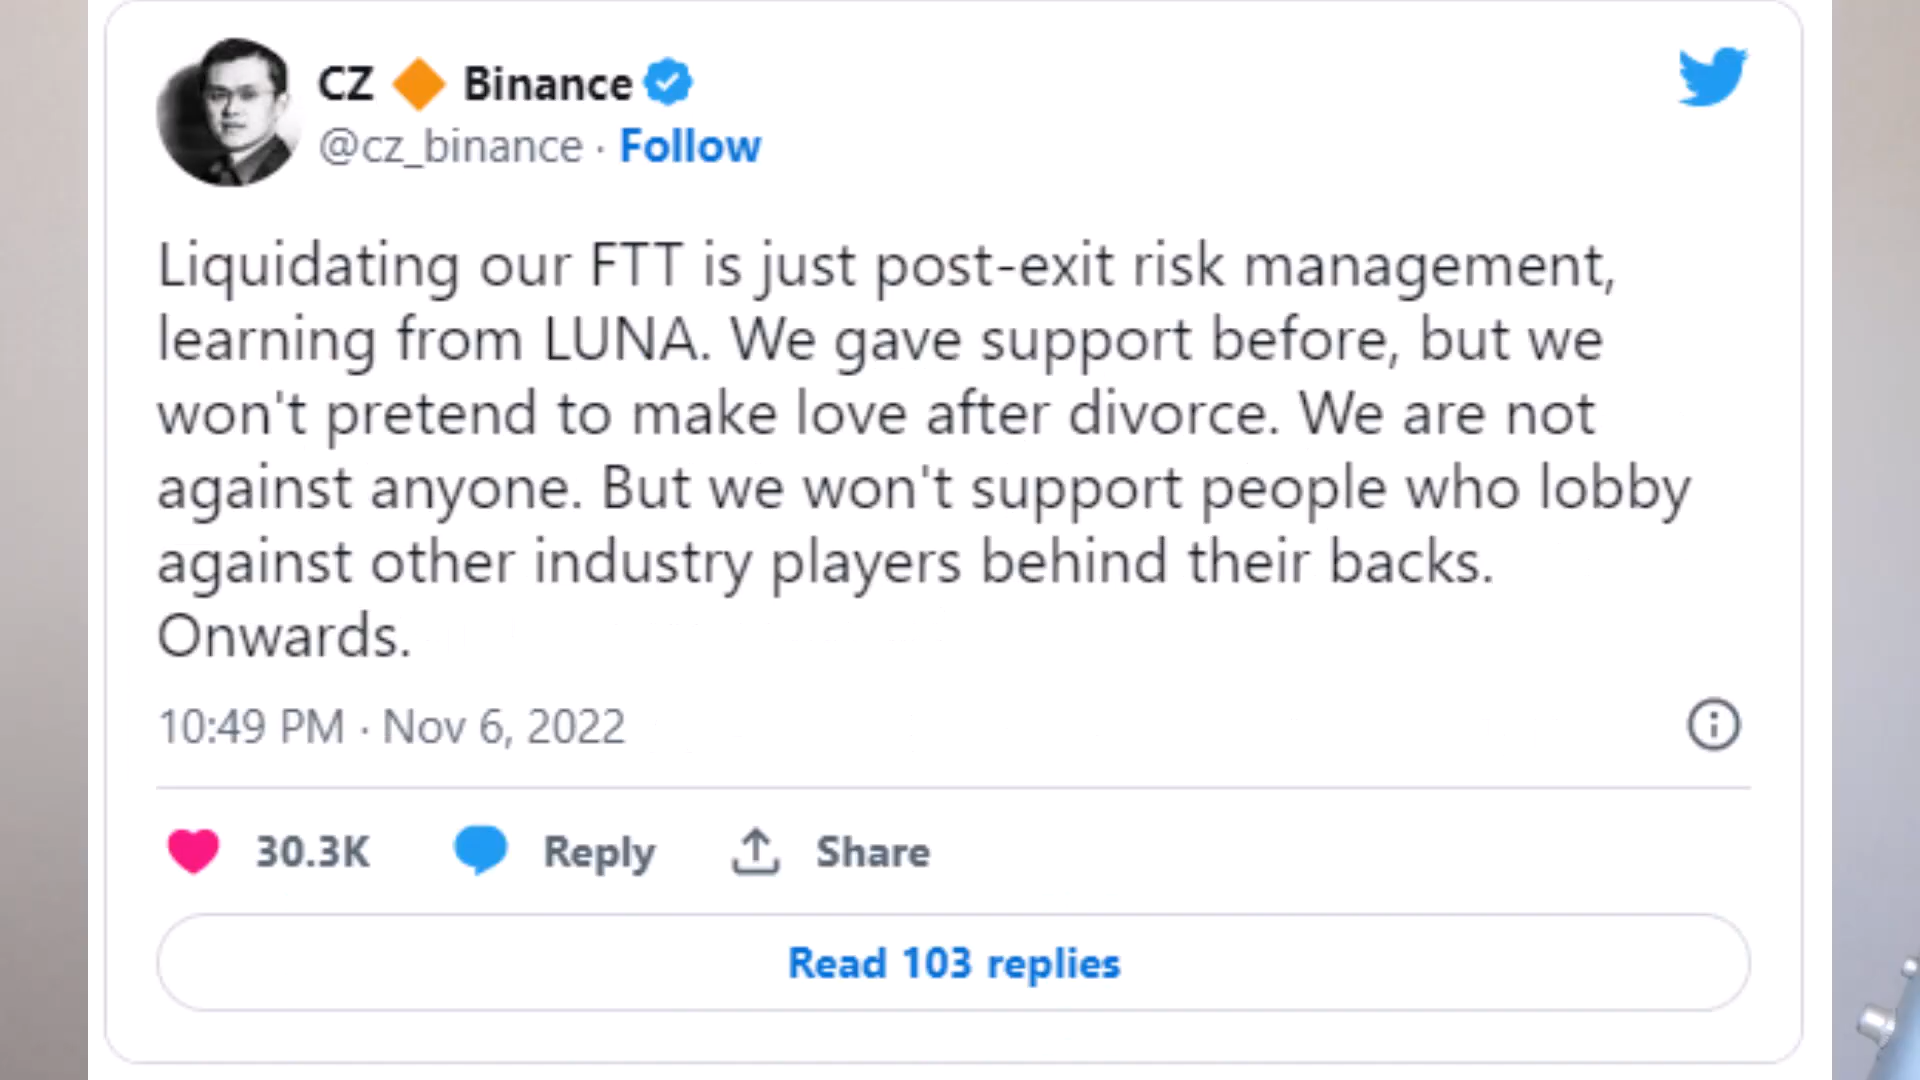 CZ 🔶 Binance
@cz_binance · Follow
Liquidating our FTT is just post-exit risk management,
learning from LUNA. We gave support before, but we
won't pretend to make love after divorce. We are not
against anyone. But we won't support people who lobby
against other industry players behind their backs.
Onwards.
10:49 PM · Nov 6, 2022
30.3K Reply Share
Read 103 replies